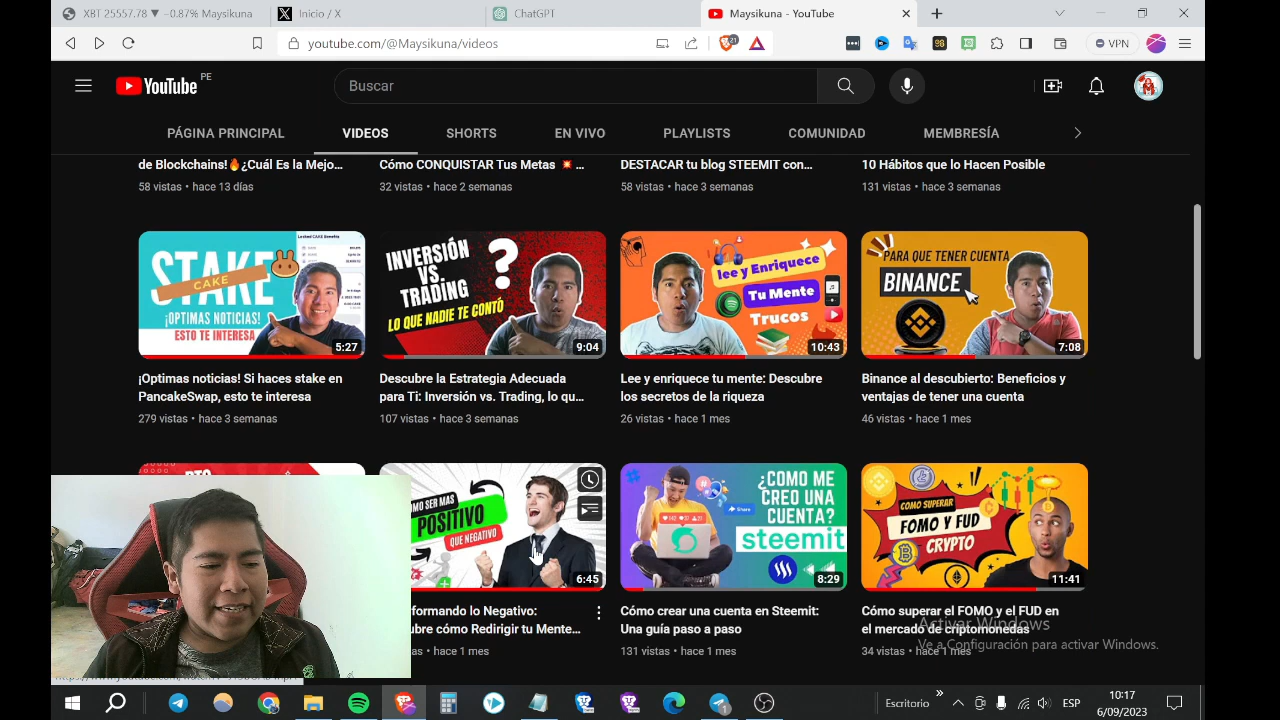 XBT 25557.78 ▼ −0.87% Maysikuna
Inicio / X
ChatGPT
Maysikuna - YouTube
youtube.com/@Maysikuna/videos
21
VPN
YouTube PE
Buscar
PÁGINA PRINCIPAL
VIDEOS
SHORTS
EN VIVO
PLAYLISTS
COMUNIDAD
MEMBRESÍA
de Blockchains!🔥¿Cuál Es la Mejo...
58 vistas • hace 13 días
Cómo CONQUISTAR Tus Metas 💥 ...
32 vistas • hace 2 semanas
DESTACAR tu blog STEEMIT con...
58 vistas • hace 3 semanas
10 Hábitos que lo Hacen Posible
131 vistas • hace 3 semanas
STAKE
CAKE
¡OPTIMAS NOTICIAS!
ESTO TE INTERESA
5:27
INVERSIÓN
VS.
TRADING
?
LO QUE NADIE TE CONTÓ
9:04
lee y Enriquece
Tu Mente
Trucos
10:43
PARA QUE TENER CUENTA
BINANCE
7:08
¡Optimas noticias! Si haces stake en
PancakeSwap, esto te interesa
279 vistas • hace 3 semanas
Descubre la Estrategia Adecuada
para Ti: Inversión vs. Trading, lo qu...
107 vistas • hace 3 semanas
Lee y enriquece tu mente: Descubre
los secretos de la riqueza
26 vistas • hace 1 mes
Binance al descubierto: Beneficios y
ventajas de tener una cuenta
46 vistas • hace 1 mes
OMO SER MAS
POSITIVO
QUE NEGATIVO
6:45
¿COMO ME
CREO UNA
CUENTA?
steemit
Share
8:29
COMO SUPERAR
FOMO Y FUD
CRYPTO
11:41
formando lo Negativo:
ubre cómo Redirigir tu Mente...
as • hace 1 mes
Cómo crear una cuenta en Steemit:
Una guía paso a paso
131 vistas • hace 1 mes
Cómo superar el FOMO y el FUD en
el mercado de criptomonedas
34 vistas • hace 1 mes
Activar Windows
Ve a Configuración para activar Windows.
Escritorio
ESP
10:17
6/09/2023